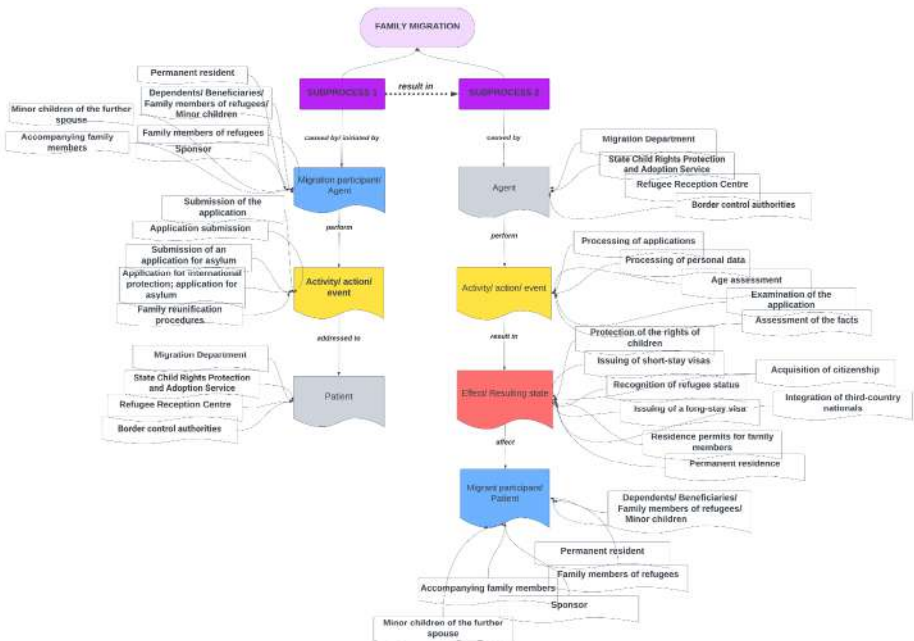 FAMILY MIGRATION
SUBPROCESS 1
result in
SUBPROCESS 2
Permanent resident
Dependents/ Beneficiaries/
Family members of refugees/
Minor children
Minor children of the further
spouse
Family members of refugees
Accompanying family
members
Sponsor
caused by/ initiated by
Migration participant/
Agent
perform
Submission of the
application
Application submission
Submission of an
application for asylum
Application for international
protection; application for
asylum
Family reunification
procedures
Activity/ action/
event
addressed to
Migration Department
State Child Rights Protection
and Adoption Service
Refugee Reception Centre
Border control authorities
Patient
caused by
Agent
Migration Department
State Child Rights Protection
and Adoption Service
Refugee Reception Centre
Border control authorities
perform
Activity/ action/ event
Processing of applications
Processing of personal data
Age assessment
Examination of the
application
Assessment of the facts
result in
Protection of the rights of
children
Issuing of short-stay visas
Acquisition of citizenship
Recognition of refugee status
Integration of third-country
nationals
Issuing of a long-stay visa
Residence permits for family
members
Permanent residence
Effect/ Resulting state
affect
Migrant participant/
Patient
Dependents/ Beneficiaries/
Family members of refugees/
Minor children
Permanent resident
Family members of refugees
Accompanying family members
Sponsor
Minor children of the further
spouse